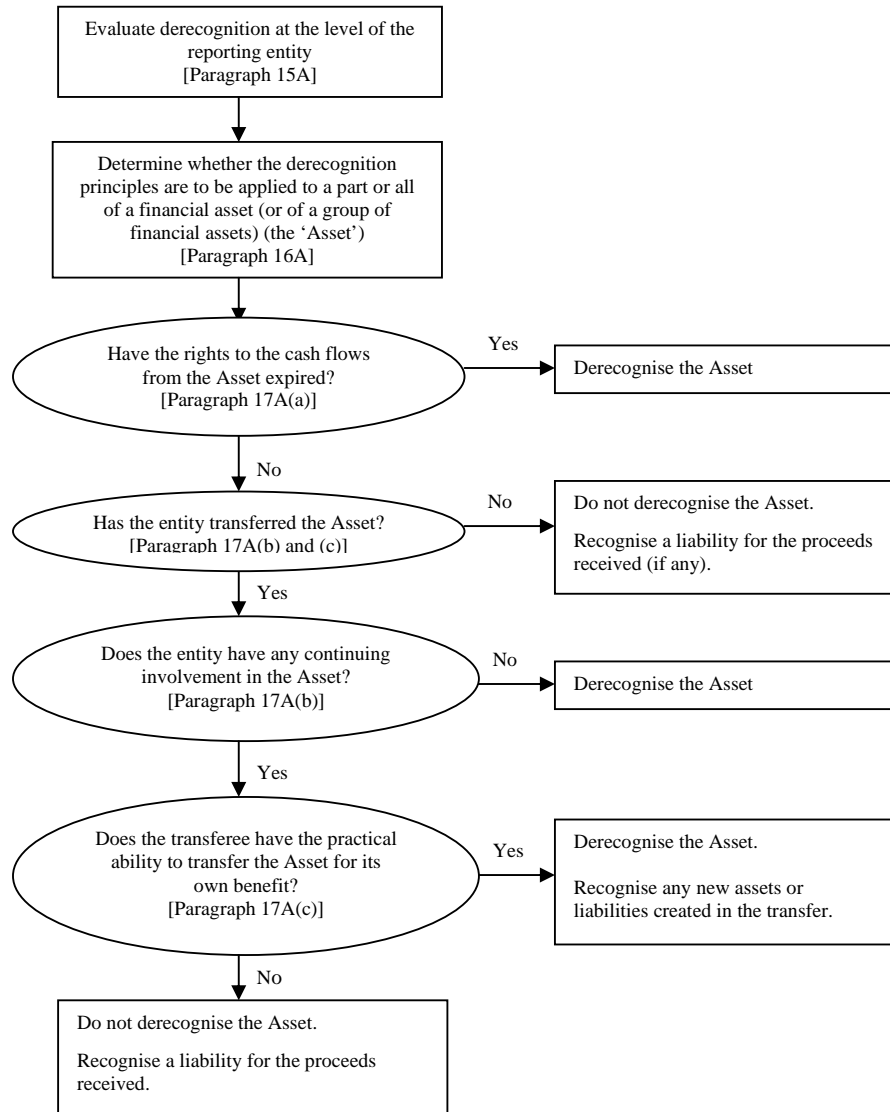 Evaluate derecognition at the level of the
reporting entity
[Paragraph 15A]
Determine whether the derecognition
principles are to be applied to a part or all
of a financial asset (or of a group of
financial assets) (the ‘Asset’)
[Paragraph 16A]
Have the rights to the cash flows
from the Asset expired?
[Paragraph 17A(a)]
Yes
Derecognise the Asset
No
Has the entity transferred the Asset?
[Paragraph 17A(b) and (c)]
No
Do not derecognise the Asset.
Recognise a liability for the proceeds
received (if any).
Yes
Does the entity have any continuing
involvement in the Asset?
[Paragraph 17A(b)]
No
Derecognise the Asset
Yes
Does the transferee have the practical
ability to transfer the Asset for its
own benefit?
[Paragraph 17A(c)]
Yes
Derecognise the Asset.
Recognise any new assets or
liabilities created in the transfer.
No
Do not derecognise the Asset.
Recognise a liability for the proceeds
received.